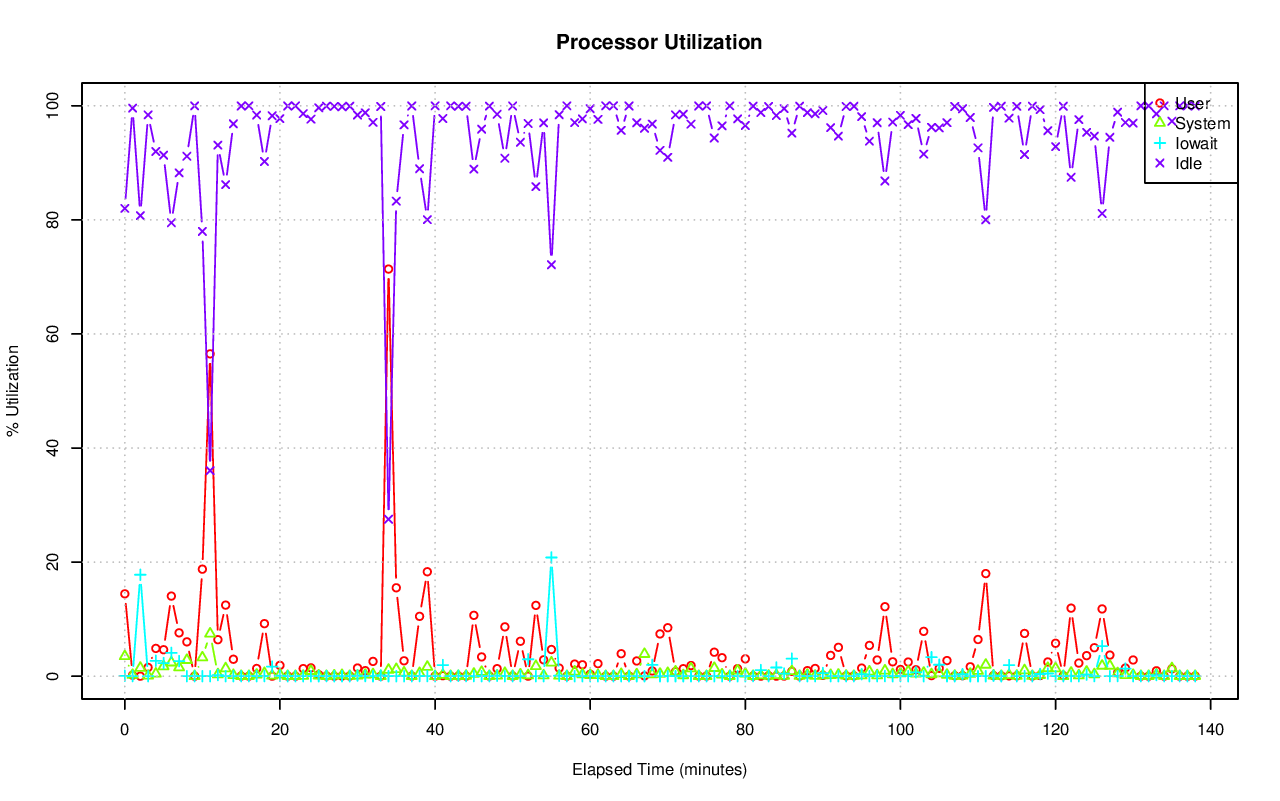 Processor Utilization
% Utilization
100
80
60
40
20
0
User
System
Iowait
Idle
0 20 40 60 80 100 120 140
Elapsed Time (minutes)